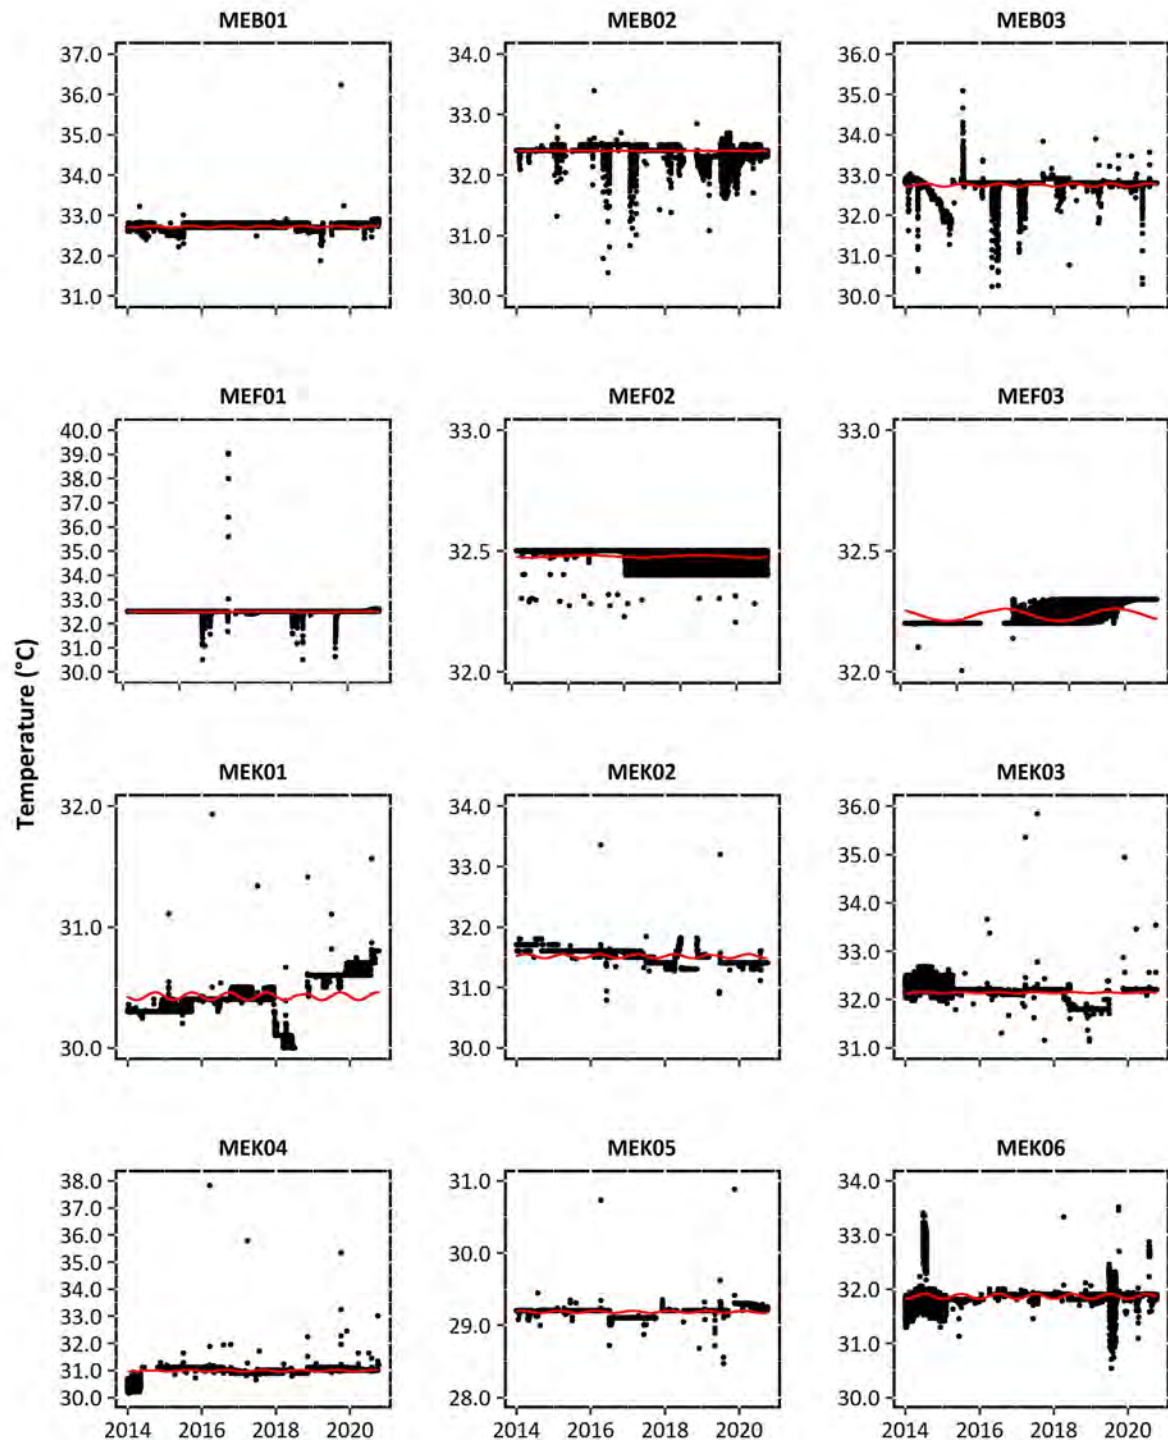 MEB01 MEB02 MEB03
37.0 34.0 36.0
36.0 33.0 35.0
35.0 32.0 34.0
34.0 31.0 33.0
33.0 30.0 32.0
32.0 31.0
31.0 30.0
MEF01 MEF02 MEF03
40.0 33.0 33.0
39.0 32.5 32.5
38.0 32.0 32.0
37.0
36.0
35.0
34.0
33.0
32.0
31.0
30.0
Temperature (°C)
MEK01 MEK02 MEK03
32.0 34.0 36.0
31.0 33.0 35.0
30.0 32.0 34.0
31.0 33.0
30.0 32.0
31.0
MEK04 MEK05 MEK06
38.0 31.0 34.0
37.0 30.0 33.0
36.0 29.0 32.0
35.0 28.0 31.0
34.0 30.0
33.0
32.0
31.0
30.0
2014 2016 2018 2020 2014 2016 2018 2020 2014 2016 2018 2020